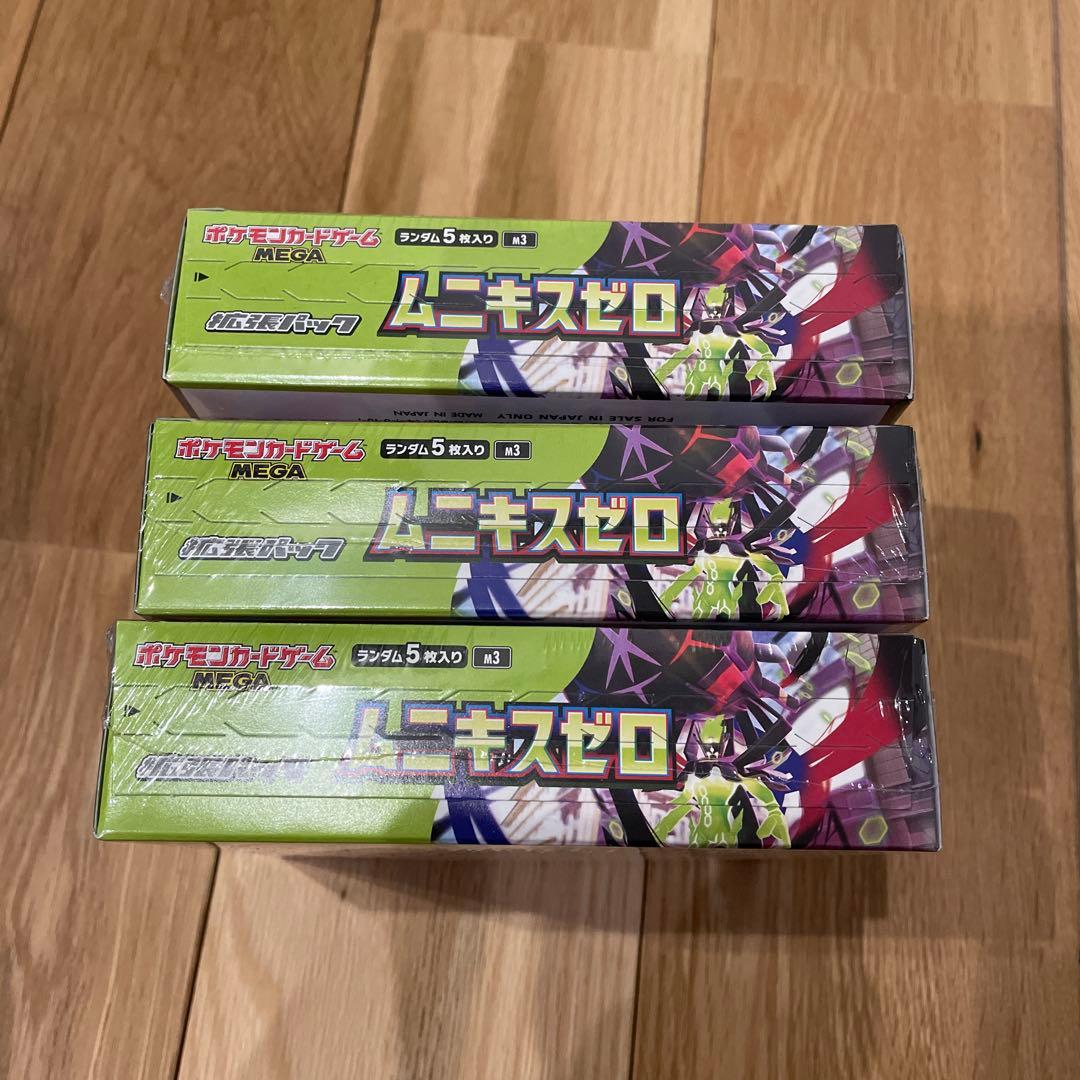 ポケモンカードゲーム
MEGA
ランダム5枚入り
M3
ムニキスゼロ
拡張パック
FOR SALE IN JAPAN ONLY MADE IN JAPAN
ポケモンカードゲーム
MEGA
ランダム5枚入り
M3
ムニキスゼロ
拡張パック
ポケモンカードゲーム
MEGA
ランダム5枚入り
M3
ムニキスゼロ
拡張パック